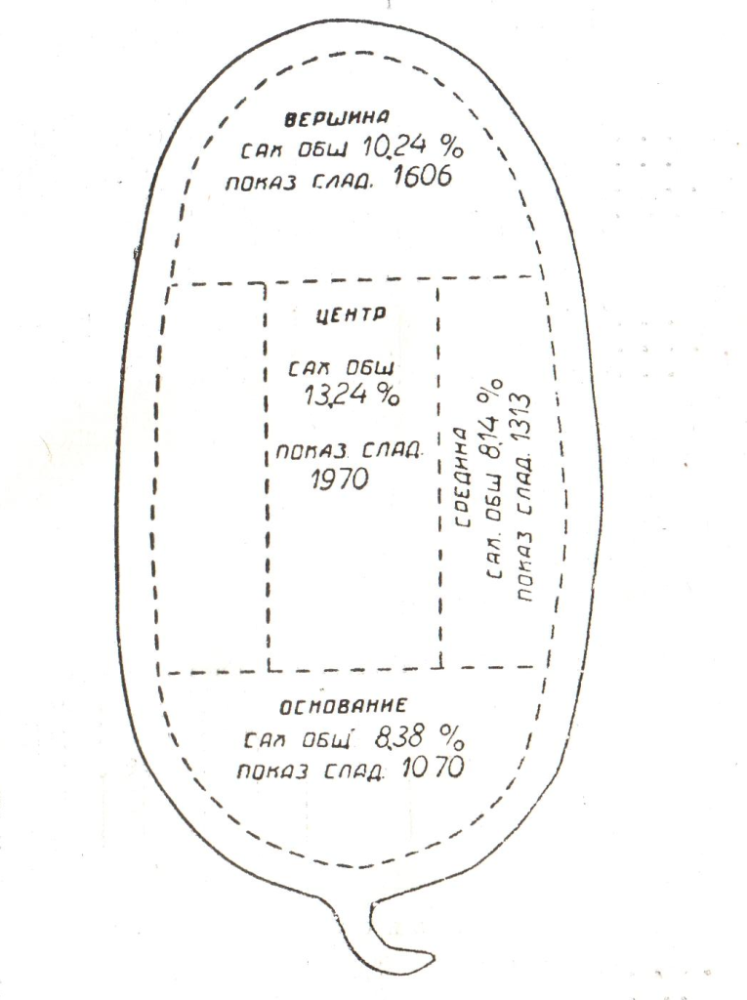 ВЕРШИНА
САХ ОБЩ 10,24 %
ПОКАЗ СЛАД. 1606
ЦЕНТР
САХ ОБЩ
13,24 %
ПОКАЗ. СЛАД.
1970
СРЕДИНА
САХ. ОБЩ 8,14 %
ПОКАЗ СЛАД. 1313
ОСНОВАНИЕ
САХ ОБЩ 8,38 %
ПОКАЗ СЛАД. 1070